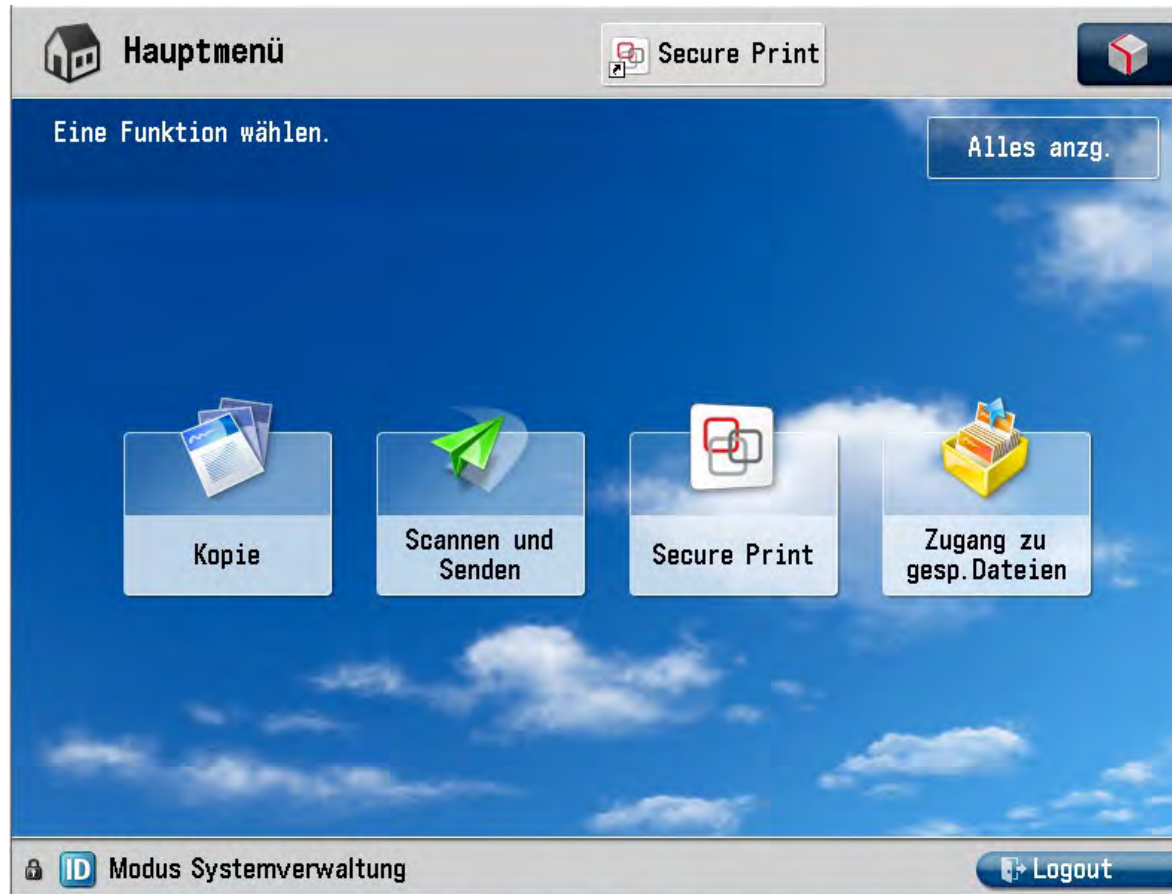 Hauptmenü
Secure Print
Eine Funktion wählen.
Alles anzg.
Kopie
Scannen und
Senden
Secure Print
Zugang zu
gesp.Dateien
ID Modus Systemverwaltung
Logout